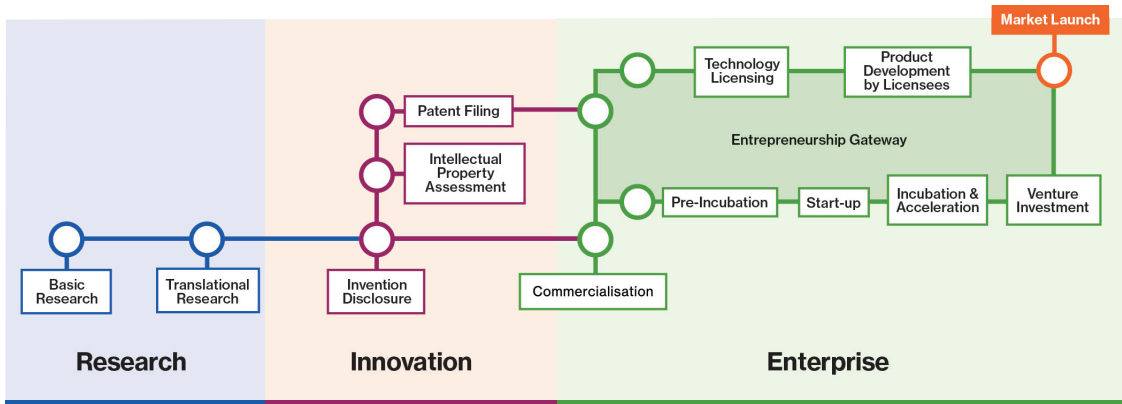 Market Launch
Technology
Licensing
Product
Development
by Licensees
Patent Filing
Entrepreneurship Gateway
Intellectual
Property
Assessment
Pre-Incubation
Start-up
Incubation &
Acceleration
Venture
Investment
Basic
Research
Translational
Research
Invention
Disclosure
Commercialisation
Research
Innovation
Enterprise